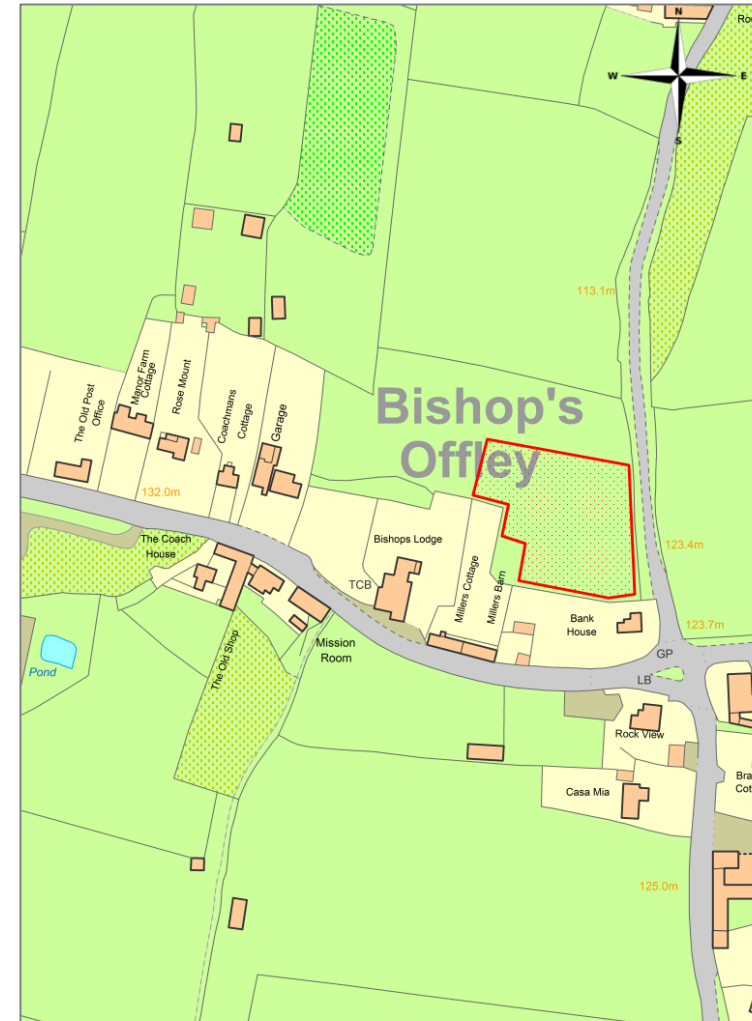 N
Ro
W
E
S
113.1m
Bishop's
Offley
Manor Farm
Cottage
Rose Mount
The Old Post
Office
Coachmans
Cottage
Garage
132.0m
The Coach
House
Bishops Lodge
TCB
Millers Cottage
Millers Barn
123.4m
Bank
House
123.7m
Mission
Room
The Old Shop
Pond
GP
LB
Rock View
Casa Mia
Bra
Cot
125.0m